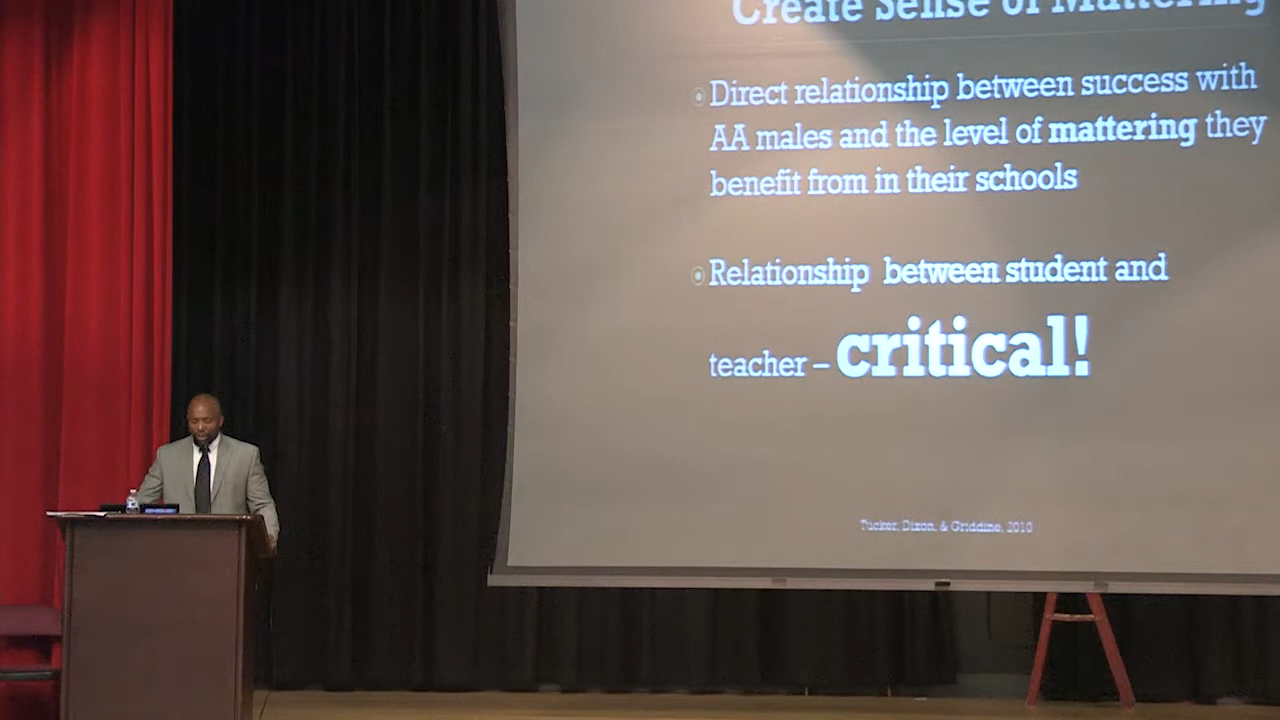 Create Sense of Mattering
Direct relationship between success with
AA males and the level of mattering they
benefit from in their schools
Relationship between student and
teacher – critical!
Tucker, Dixon, & Griddine, 2010